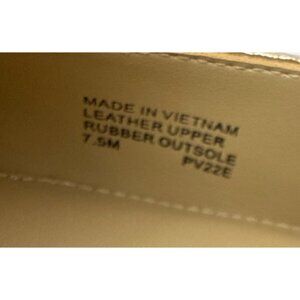 MADE IN VIETNAM
LEATHER UPPER
RUBBER OUTSOLE
7.5M PV22E